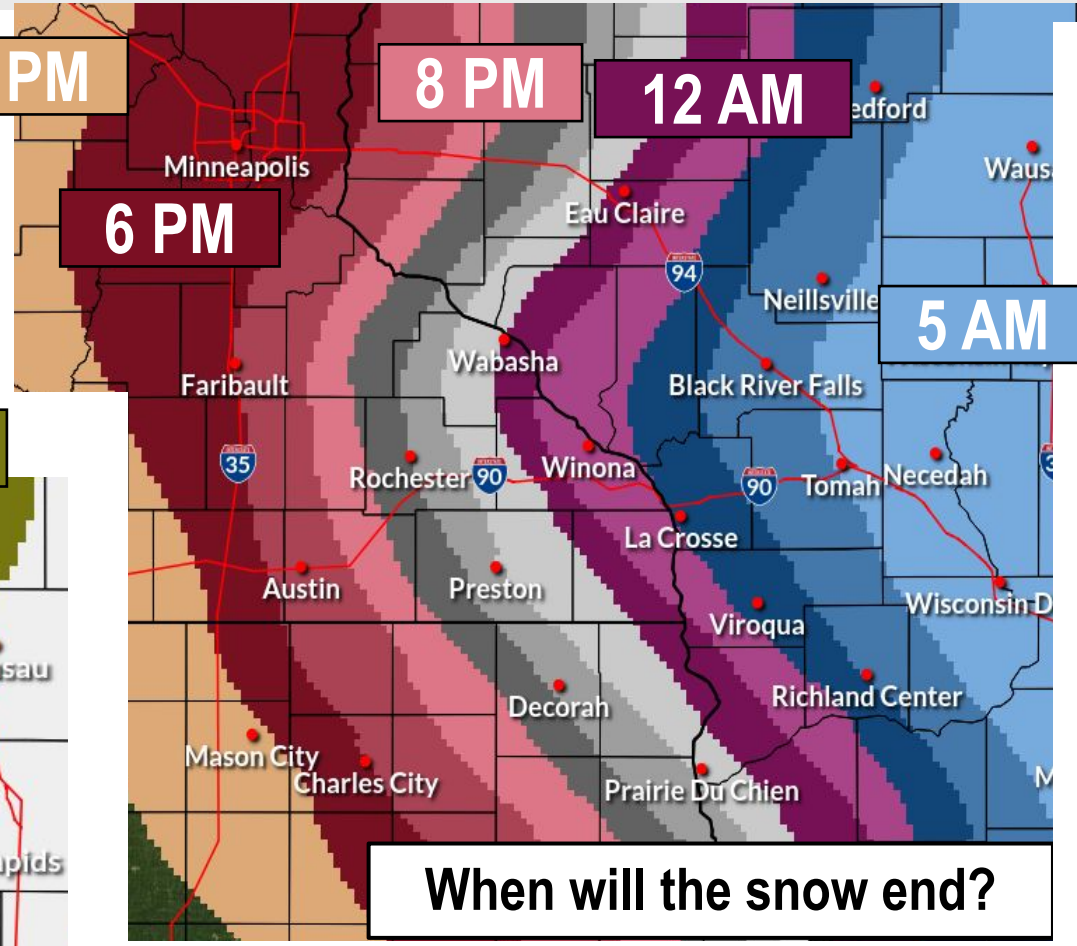 PM
8 PM
12 AM
edford
Minneapolis
Eau Claire
6 PM
94
Neillsville
5 AM
Wabasha
Faribault
Black River Falls
35
Rochester
90
Winona
90
Tomah
Necedah
La Crosse
Austin
Preston
Wisconsin D
Viroqua
sau
Richland Center
Decorah
Mason City
Charles City
Prairie Du Chien
M
apids
When will the snow end?